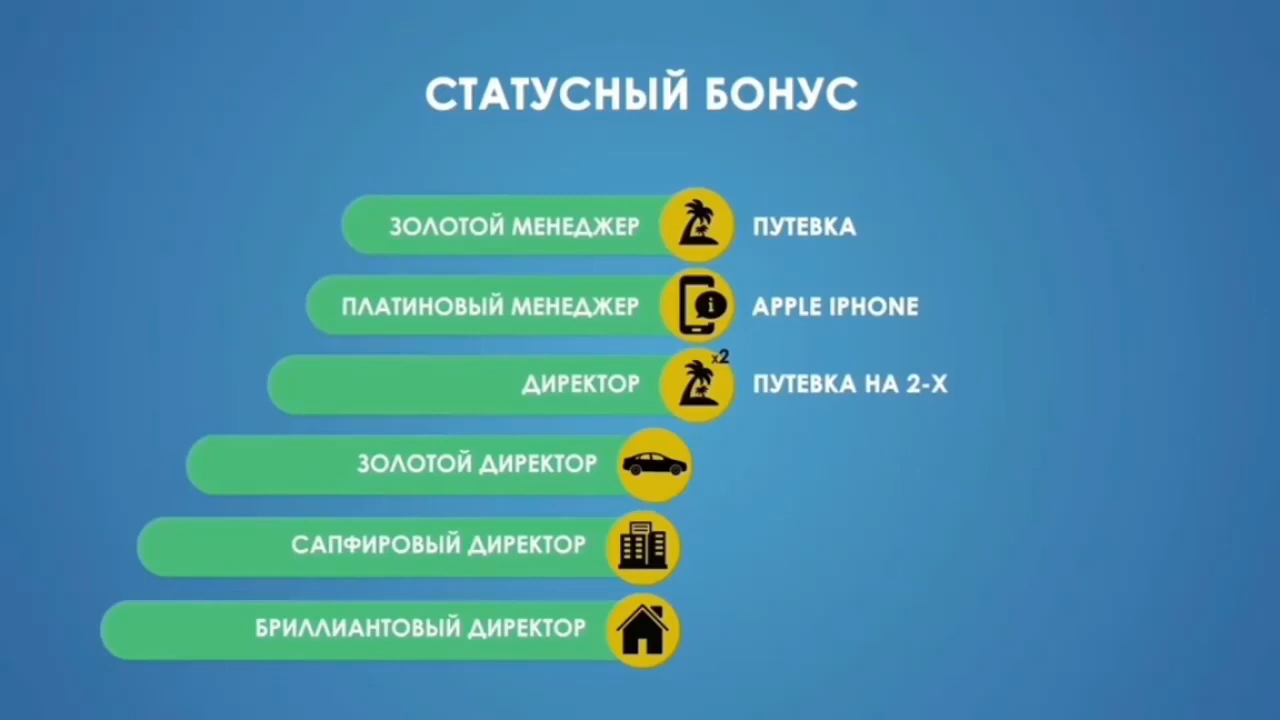 СТАТУСНЫЙ БОНУС
ЗОЛОТОЙ МЕНЕДЖЕР ПУТЕВКА
ПЛАТИНОВЫЙ МЕНЕДЖЕР i APPLE IPHONE
ДИРЕКТОР x2 ПУТЕВКА НА 2-Х
ЗОЛОТОЙ ДИРЕКТОР
САПФИРОВЫЙ ДИРЕКТОР
БРИЛЛИАНТОВЫЙ ДИРЕКТОР